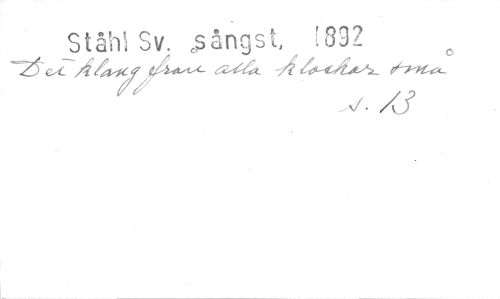 Ståhl Sv. sångst. 1892
Det klang från alla klockor små
s. 13